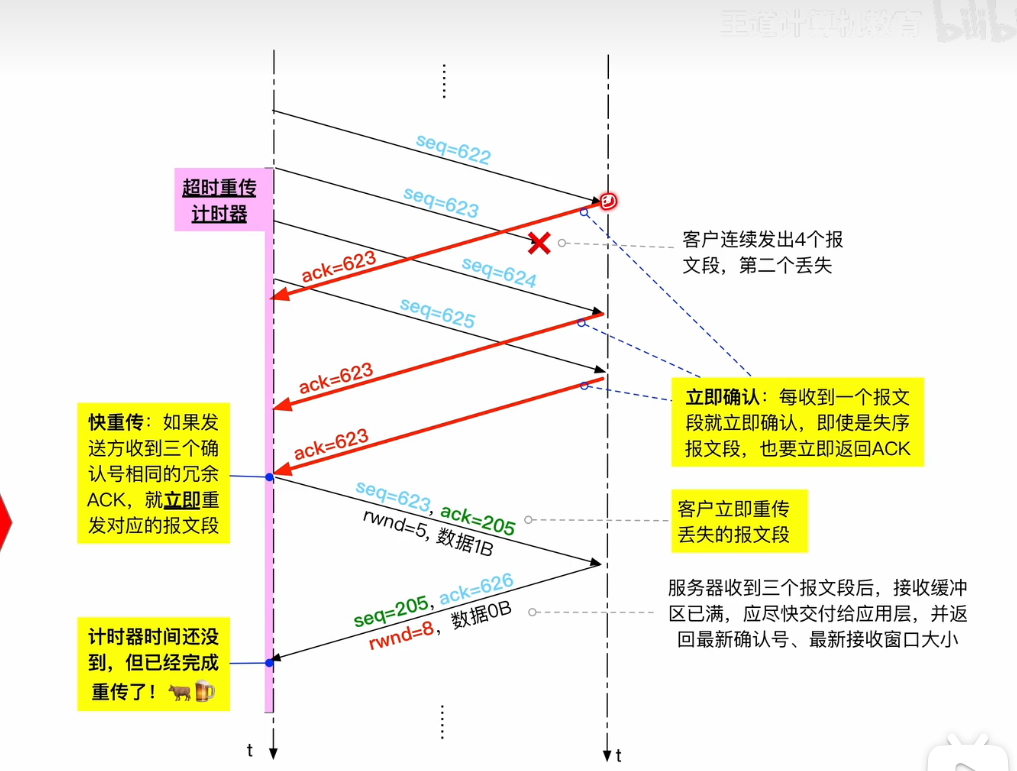 王道计算机教育
bilib
seq=622
超时重传
计时器
seq=623
客户连续发出4个报
文段，第二个丢失
ack=623
seq=624
seq=625
ack=623
立即确认：每收到一个报文
段就立即确认，即使是失序
报文段，也要立即返回ACK
快重传：如果发
送方收到三个确
认号相同的冗余
ACK，就立即重
发对应的报文段
ack=623
seq=623, ack=205
rwnd=5, 数据1B
客户立即重传
丢失的报文段
seq=205, ack=626
rwnd=8, 数据0B
服务器收到三个报文段后，接收缓冲
区已满，应尽快交付给应用层，并返
回最新确认号、最新接收窗口大小
计时器时间还没
到，但已经完成
重传了！🐂🍺
t
t